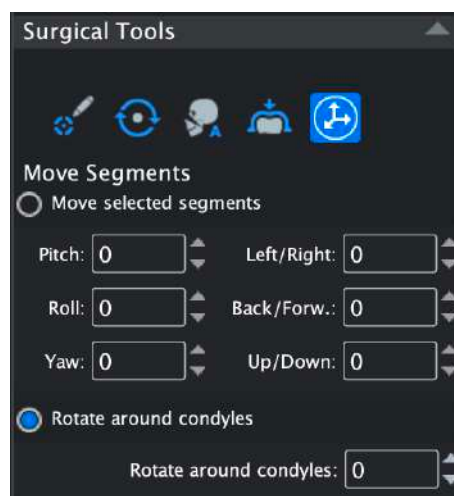 Surgical Tools
A
Move Segments
Move selected segments
Pitch: 0 Left/Right: 0
Roll: 0 Back/Forw.: 0
Yaw: 0 Up/Down: 0
Rotate around condyles
Rotate around condyles: 0